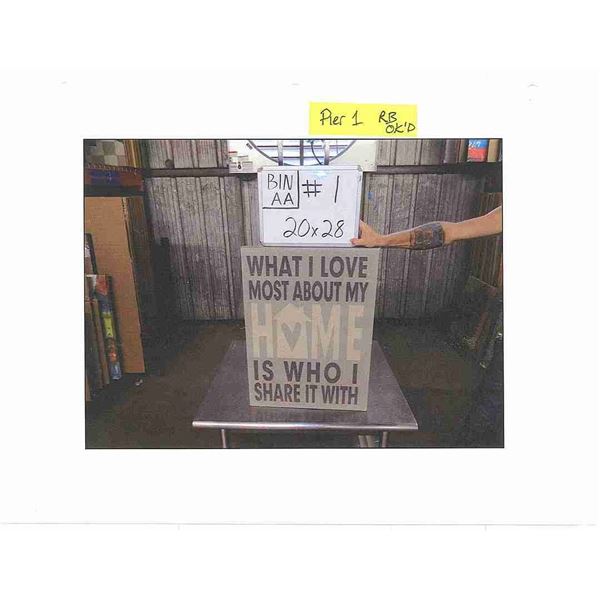 Pier 1 RB
OK'D
BIN
AA
#1
20x28
WHAT I LOVE
MOST ABOUT MY
HOME
IS WHO I
SHARE IT WITH